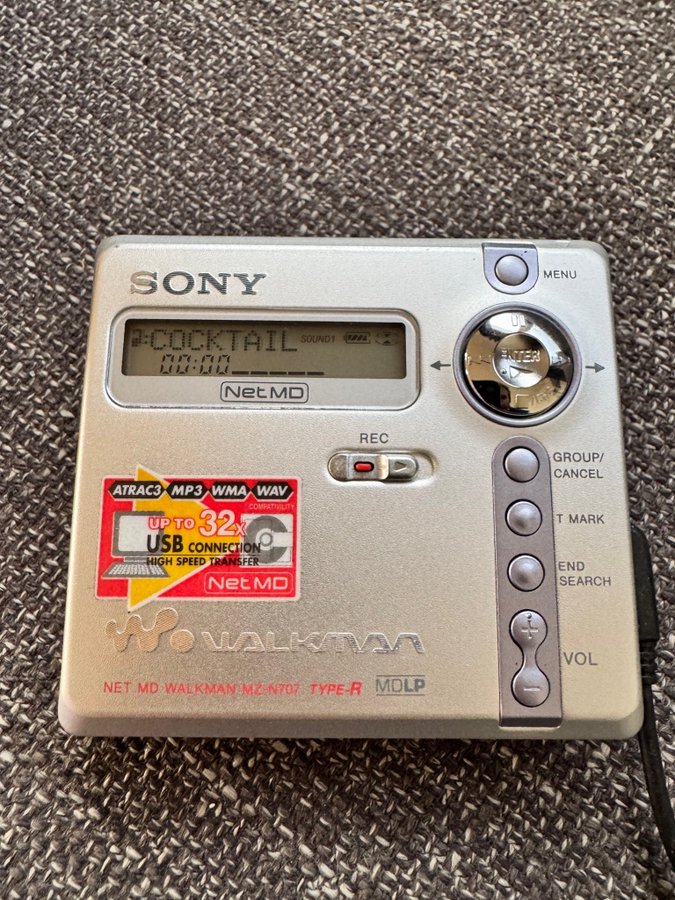 SONY
MENU
COCKTAIL SOUND1
00:00
NetMD
ENTER
REC
GROUP/
CANCEL
T MARK
END
SEARCH
VOL
ATRAC3 MP3 WMA WAV
COMPATIBILITY
UP TO 32x
USB CONNECTION
HIGH SPEED TRANSFER
NetMD
WALKMAN
NET MD WALKMAN MZ-N707 TYPE-R MDLP